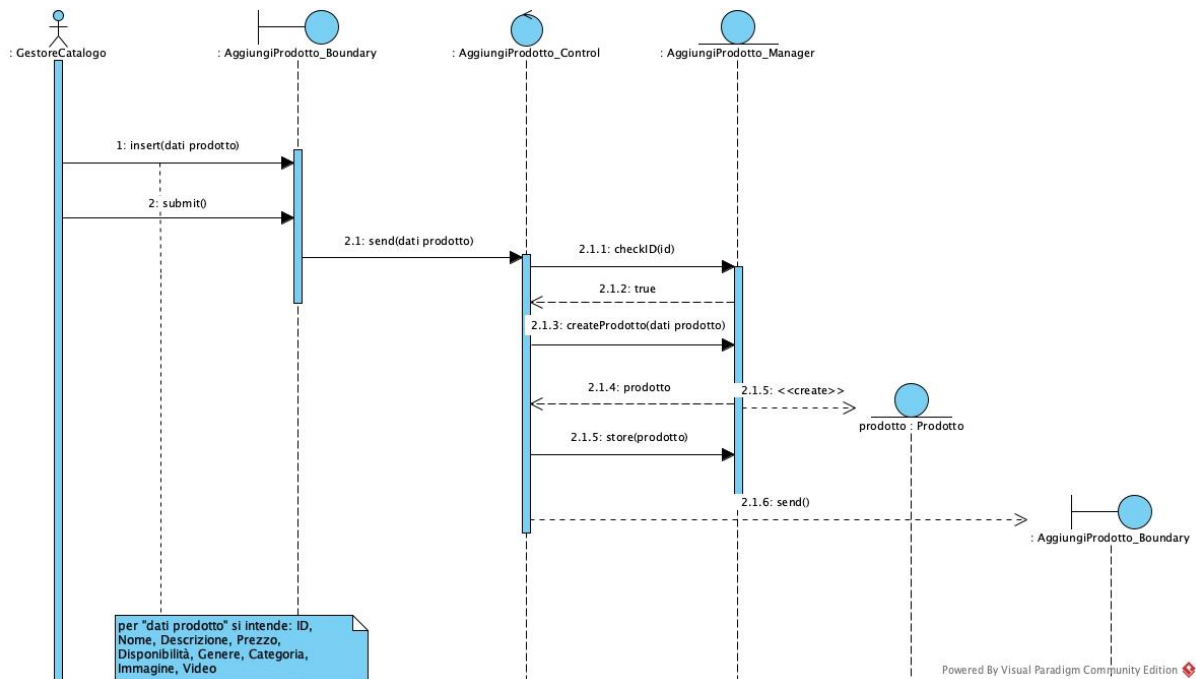 : GestoreCatalogo
: AggiungiProdotto_Boundary
: AggiungiProdotto_Control
: AggiungiProdotto_Manager
1: insert(dati prodotto)
2: submit()
2.1: send(dati prodotto)
2.1.1: checkID(id)
2.1.2: true
2.1.3: createProdotto(dati prodotto)
2.1.4: prodotto
2.1.5: <<create>>
prodotto : Prodotto
2.1.5: store(prodotto)
2.1.6: send()
: AggiungiProdotto_Boundary
per "dati prodotto" si intende: ID,
Nome, Descrizione, Prezzo,
Disponibilità, Genere, Categoria,
Immagine, Video
Powered By Visual Paradigm Community Edition